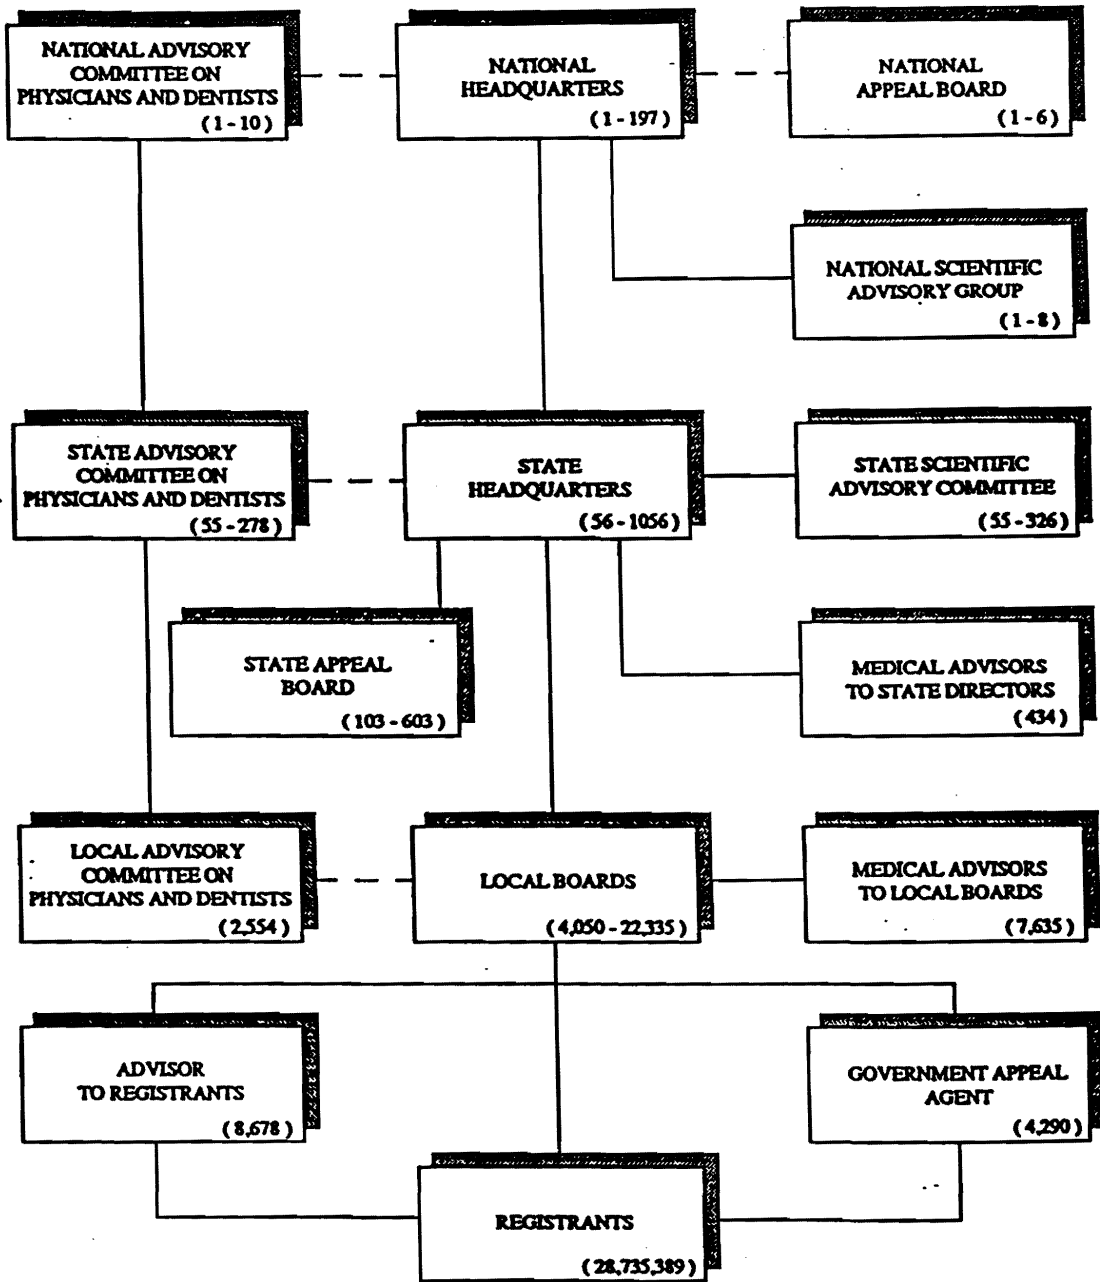 NATIONAL ADVISORY
COMMITTEE ON
PHYSICIANS AND DENTISTS
(1 - 10)
NATIONAL
HEADQUARTERS
(1 - 197)
NATIONAL
APPEAL BOARD
(1 - 6)
NATIONAL SCIENTIFIC
ADVISORY GROUP
(1 - 8)
STATE ADVISORY
COMMITTEE ON
PHYSICIANS AND DENTISTS
(55 - 278)
STATE
HEADQUARTERS
(56 - 1056)
STATE SCIENTIFIC
ADVISORY COMMITTEE
(55 - 326)
STATE APPEAL
BOARD
(103 - 603)
MEDICAL ADVISORS
TO STATE DIRECTORS
(434)
LOCAL ADVISORY
COMMITTEE ON
PHYSICIANS AND DENTISTS
(2,554)
LOCAL BOARDS
(4,050 - 22,335)
MEDICAL ADVISORS
TO LOCAL BOARDS
(7,635)
ADVISOR
TO REGISTRANTS
(8,678)
GOVERNMENT APPEAL
AGENT
(4,290)
REGISTRANTS
(28,735,389)